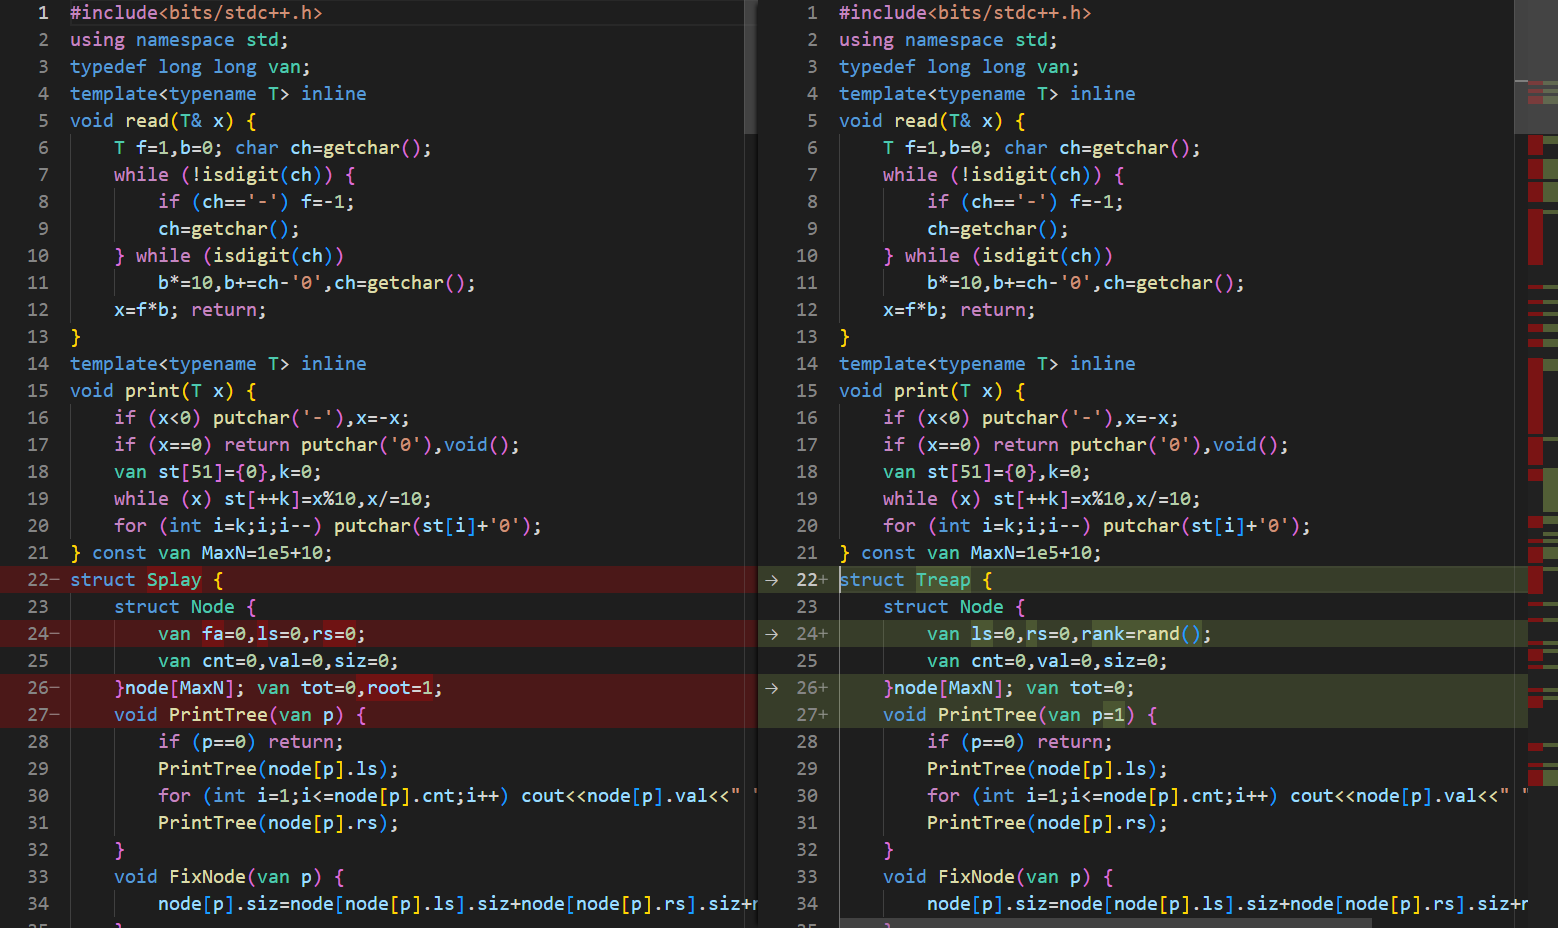 1 #include<bits/stdc++.h>
2 using namespace std;
3 typedef long long van;
4 template<typename T> inline
5 void read(T& x) {
6 T f=1,b=0; char ch=getchar();
7 while (!isdigit(ch)) {
8 if (ch=='-') f=-1;
9 ch=getchar();
10 } while (isdigit(ch))
11 b*=10,b+=ch-'0',ch=getchar();
12 x=f*b; return;
13 }
14 template<typename T> inline
15 void print(T x) {
16 if (x<0) putchar('-'),x=-x;
17 if (x==0) return putchar('0'),void();
18 van st[51]={0},k=0;
19 while (x) st[++k]=x%10,x/=10;
20 for (int i=k;i;i--) putchar(st[i]+'0');
21 } const van MaxN=1e5+10;
22− struct Splay {
23 struct Node {
24− van fa=0,ls=0,rs=0;
25 van cnt=0,val=0,siz=0;
26− }node[MaxN]; van tot=0,root=1;
27− void PrintTree(van p) {
28 if (p==0) return;
29 PrintTree(node[p].ls);
30 for (int i=1;i<=node[p].cnt;i++) cout<<node[p].val<<" "
31 PrintTree(node[p].rs);
32 }
33 void FixNode(van p) {
34 node[p].siz=node[node[p].ls].siz+node[node[p].rs].siz+
1 #include<bits/stdc++.h>
2 using namespace std;
3 typedef long long van;
4 template<typename T> inline
5 void read(T& x) {
6 T f=1,b=0; char ch=getchar();
7 while (!isdigit(ch)) {
8 if (ch=='-') f=-1;
9 ch=getchar();
10 } while (isdigit(ch))
11 b*=10,b+=ch-'0',ch=getchar();
12 x=f*b; return;
13 }
14 template<typename T> inline
15 void print(T x) {
16 if (x<0) putchar('-'),x=-x;
17 if (x==0) return putchar('0'),void();
18 van st[51]={0},k=0;
19 while (x) st[++k]=x%10,x/=10;
20 for (int i=k;i;i--) putchar(st[i]+'0');
21 } const van MaxN=1e5+10;
→ 22+ struct Treap {
23 struct Node {
→ 24+ van ls=0,rs=0,rank=rand();
25 van cnt=0,val=0,siz=0;
→ 26+ }node[MaxN]; van tot=0;
27+ void PrintTree(van p=1) {
28 if (p==0) return;
29 PrintTree(node[p].ls);
30 for (int i=1;i<=node[p].cnt;i++) cout<<node[p].val<<" "
31 PrintTree(node[p].rs);
32 }
33 void FixNode(van p) {
34 node[p].siz=node[node[p].ls].siz+node[node[p].rs].siz+